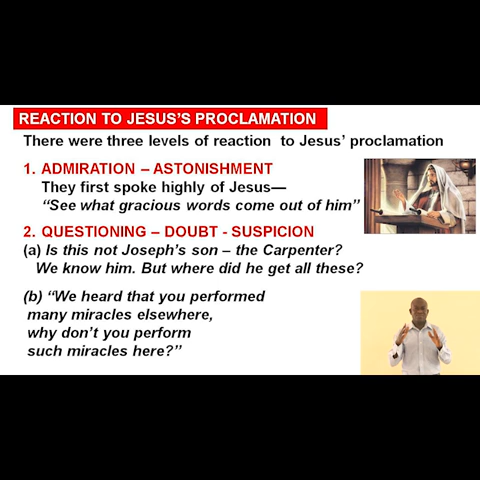 REACTION TO JESUS'S PROCLAMATION
There were three levels of reaction to Jesus' proclamation
1. ADMIRATION – ASTONISHMENT
They first spoke highly of Jesus—
“See what gracious words come out of him”
2. QUESTIONING – DOUBT - SUSPICION
(a) Is this not Joseph's son – the Carpenter?
We know him. But where did he get all these?
(b) “We heard that you performed
many miracles elsewhere,
why don't you perform
such miracles here?”